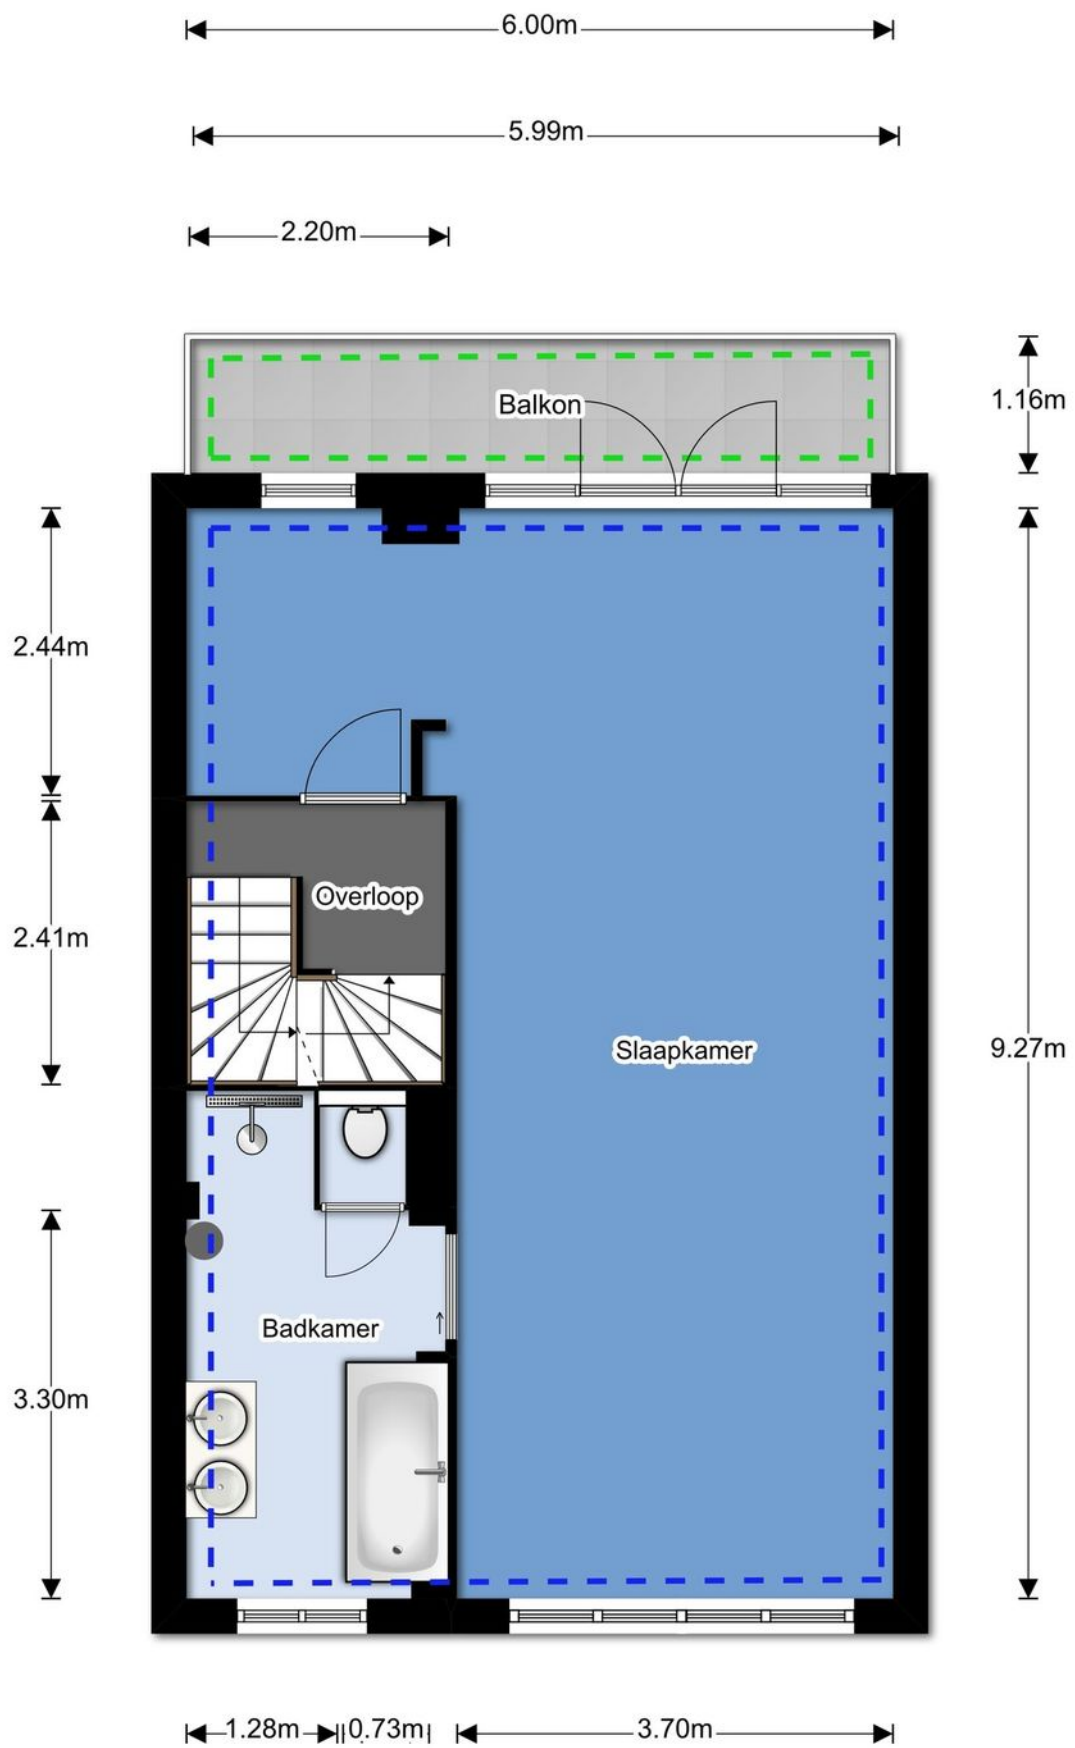 6.00m
5.99m
2.20m
1.16m
Balkon
2.44m
Overloop
2.41m
Slaapkamer
9.27m
Badkamer
3.30m
1.28m
0.73m
3.70m